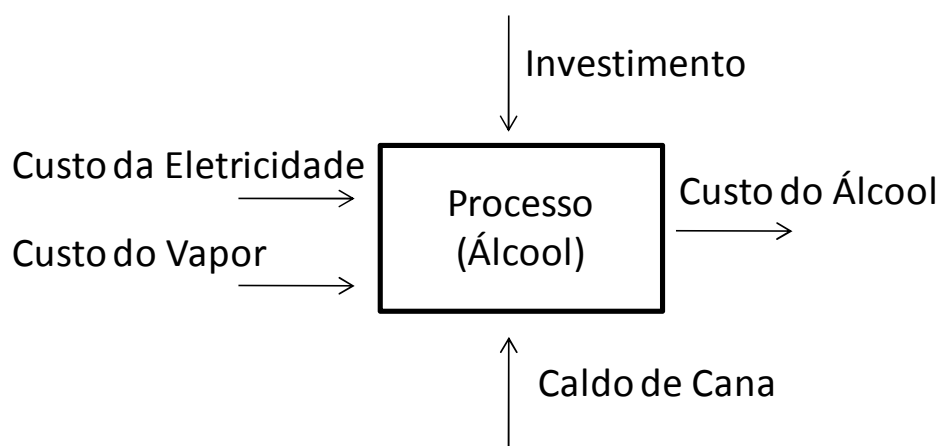 Investimento
Custo da Eletricidade
Processo
(Álcool)
Custo do Álcool
Custo do Vapor
Caldo de Cana